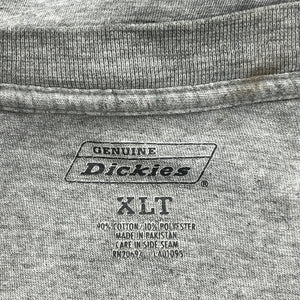 GENUINE
Dickies®
XLT
90% COTTON/10% POLYESTER
MADE IN PAKISTAN
CARE IN SIDE SEAM